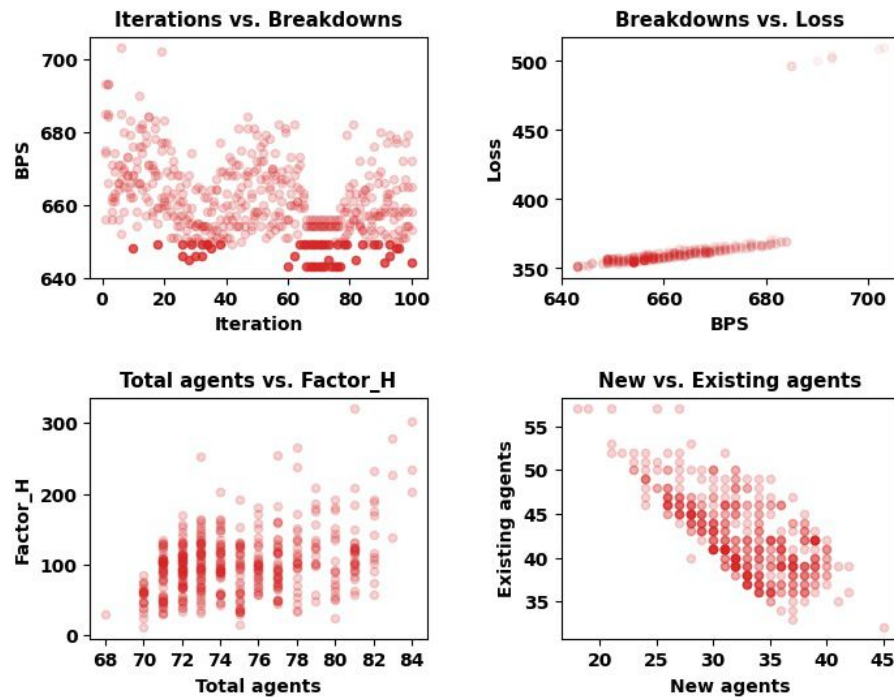 Iterations vs. Breakdowns
BPS
700
680
660
640
0 20 40 60 80 100
Iteration
Breakdowns vs. Loss
Loss
500
450
400
350
640 660 680 700
BPS
Total agents vs. Factor_H
Factor_H
300
200
100
0
68 70 72 74 76 78 80 82 84
Total agents
New vs. Existing agents
Existing agents
55
50
45
40
35
20 25 30 35 40 45
New agents